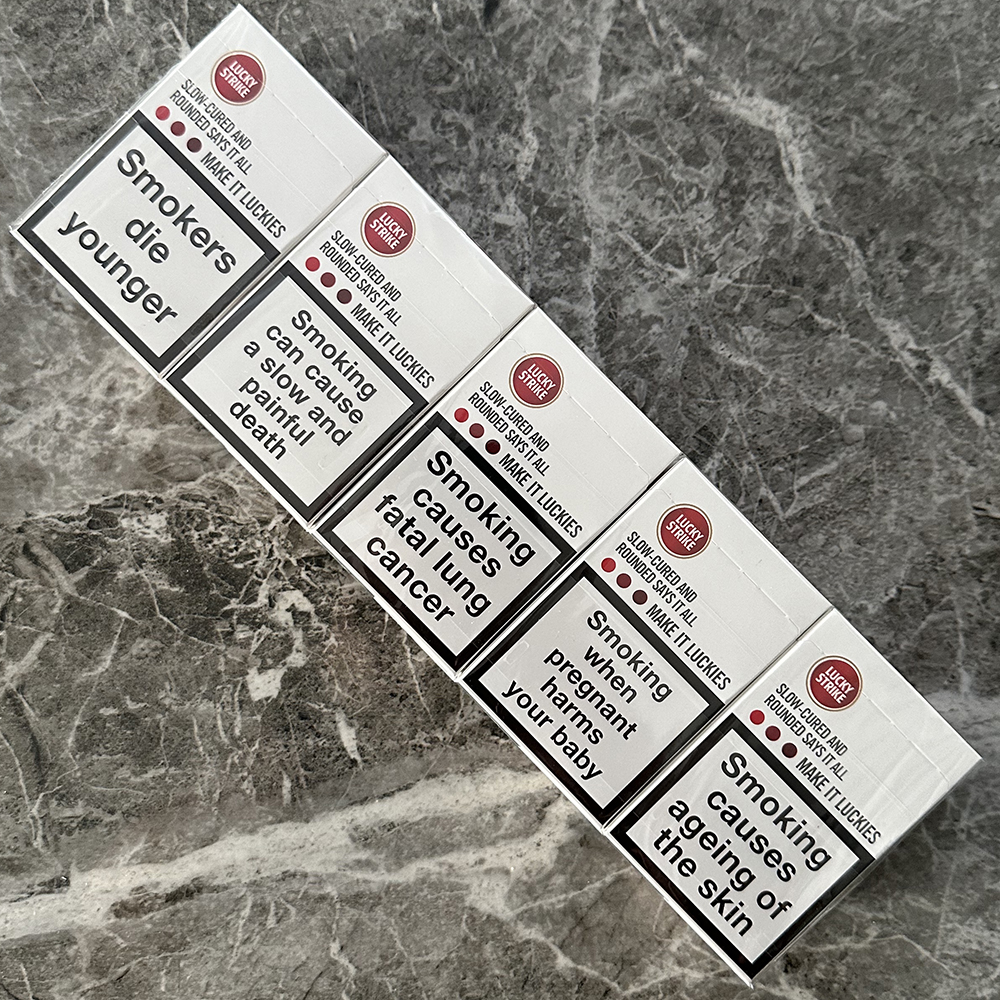 LUCKY
STRIKE
SLOW-CURED AND
ROUNDED SAYS IT ALL
MAKE IT LUCKIES
Smokers
die
younger
LUCKY
STRIKE
SLOW-CURED AND
ROUNDED SAYS IT ALL
MAKE IT LUCKIES
Smoking
can cause
a slow and
painful
death
LUCKY
STRIKE
SLOW-CURED AND
ROUNDED SAYS IT ALL
MAKE IT LUCKIES
Smoking
causes
fatal lung
cancer
LUCKY
STRIKE
SLOW-CURED AND
ROUNDED SAYS IT ALL
MAKE IT LUCKIES
Smoking
when
pregnant
harms
your baby
LUCKY
STRIKE
SLOW-CURED AND
ROUNDED SAYS IT ALL
MAKE IT LUCKIES
Smoking
causes
ageing of
the skin